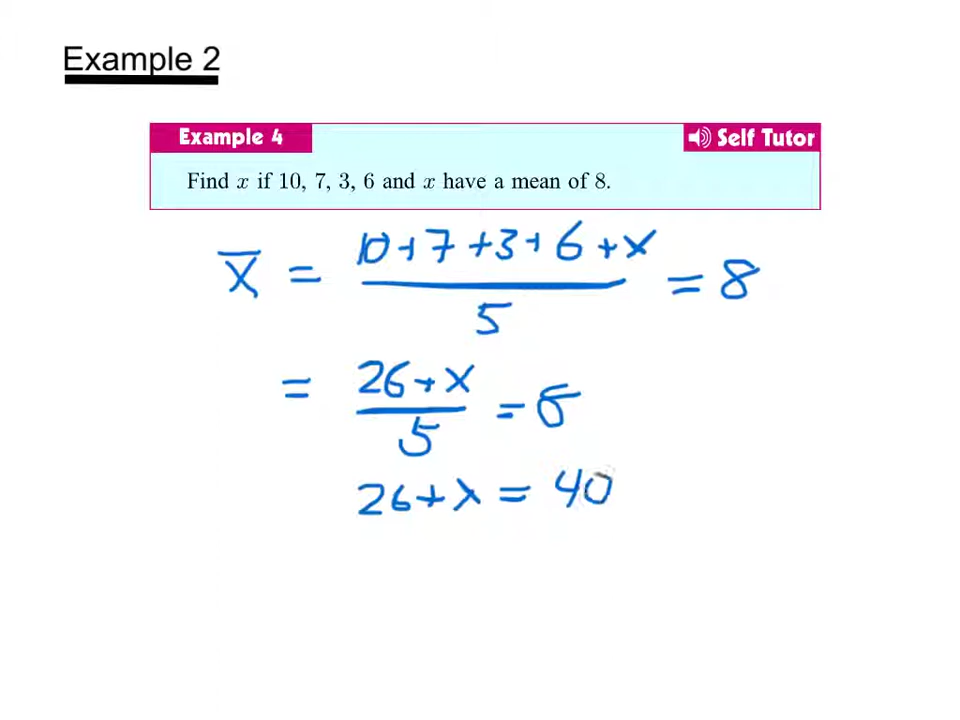 Example 2
Example 4 Self Tutor
Find x if 10, 7, 3, 6 and x have a mean of 8.
x̄ = (10+7+3+6+x)/5 = 8
= (26+x)/5 = 8
26+x = 40